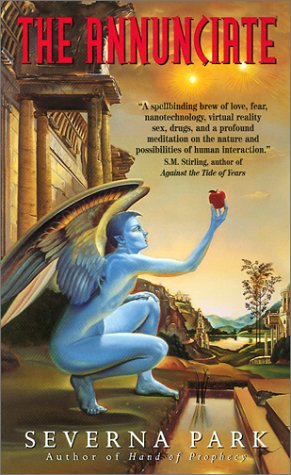 THE ANNUNCIATE
"A spellbinding brew of love, fear,
nanotechnology, virtual reality
sex, drugs, and a profound
meditation on the nature and
possibilities of human interaction."
S.M. Stirling, author of
Against the Tide of Years
SEVERNA PARK
Author of Hand of Prophecy